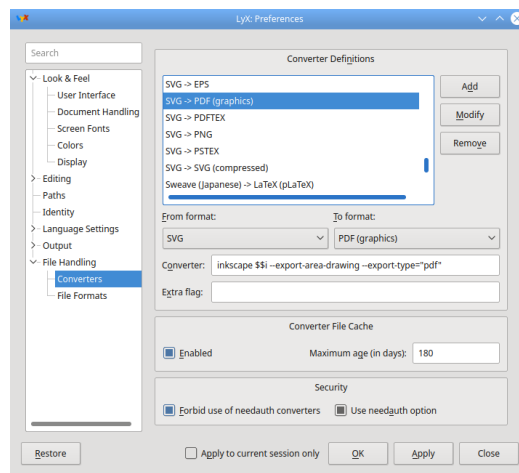 LyX: Preferences
Search
Look & Feel
User Interface
Document Handling
Screen Fonts
Colors
Display
Editing
Paths
Identity
Language Settings
Output
File Handling
Converters
File Formats
Converter Definitions
SVG -> EPS
SVG -> PDF (graphics)
SVG -> PDFTEX
SVG -> PNG
SVG -> PSTEX
SVG -> SVG (compressed)
Sweave (Japanese) -> LaTeX (pLaTeX)
Add
Modify
Remove
From format: To format:
SVG PDF (graphics)
Converter: inkscape $$i --export-area-drawing --export-type="pdf"
Extra flag:
Converter File Cache
Enabled Maximum age (in days): 180
Security
Forbid use of needauth converters Use needauth option
Restore Apply to current session only OK Apply Close